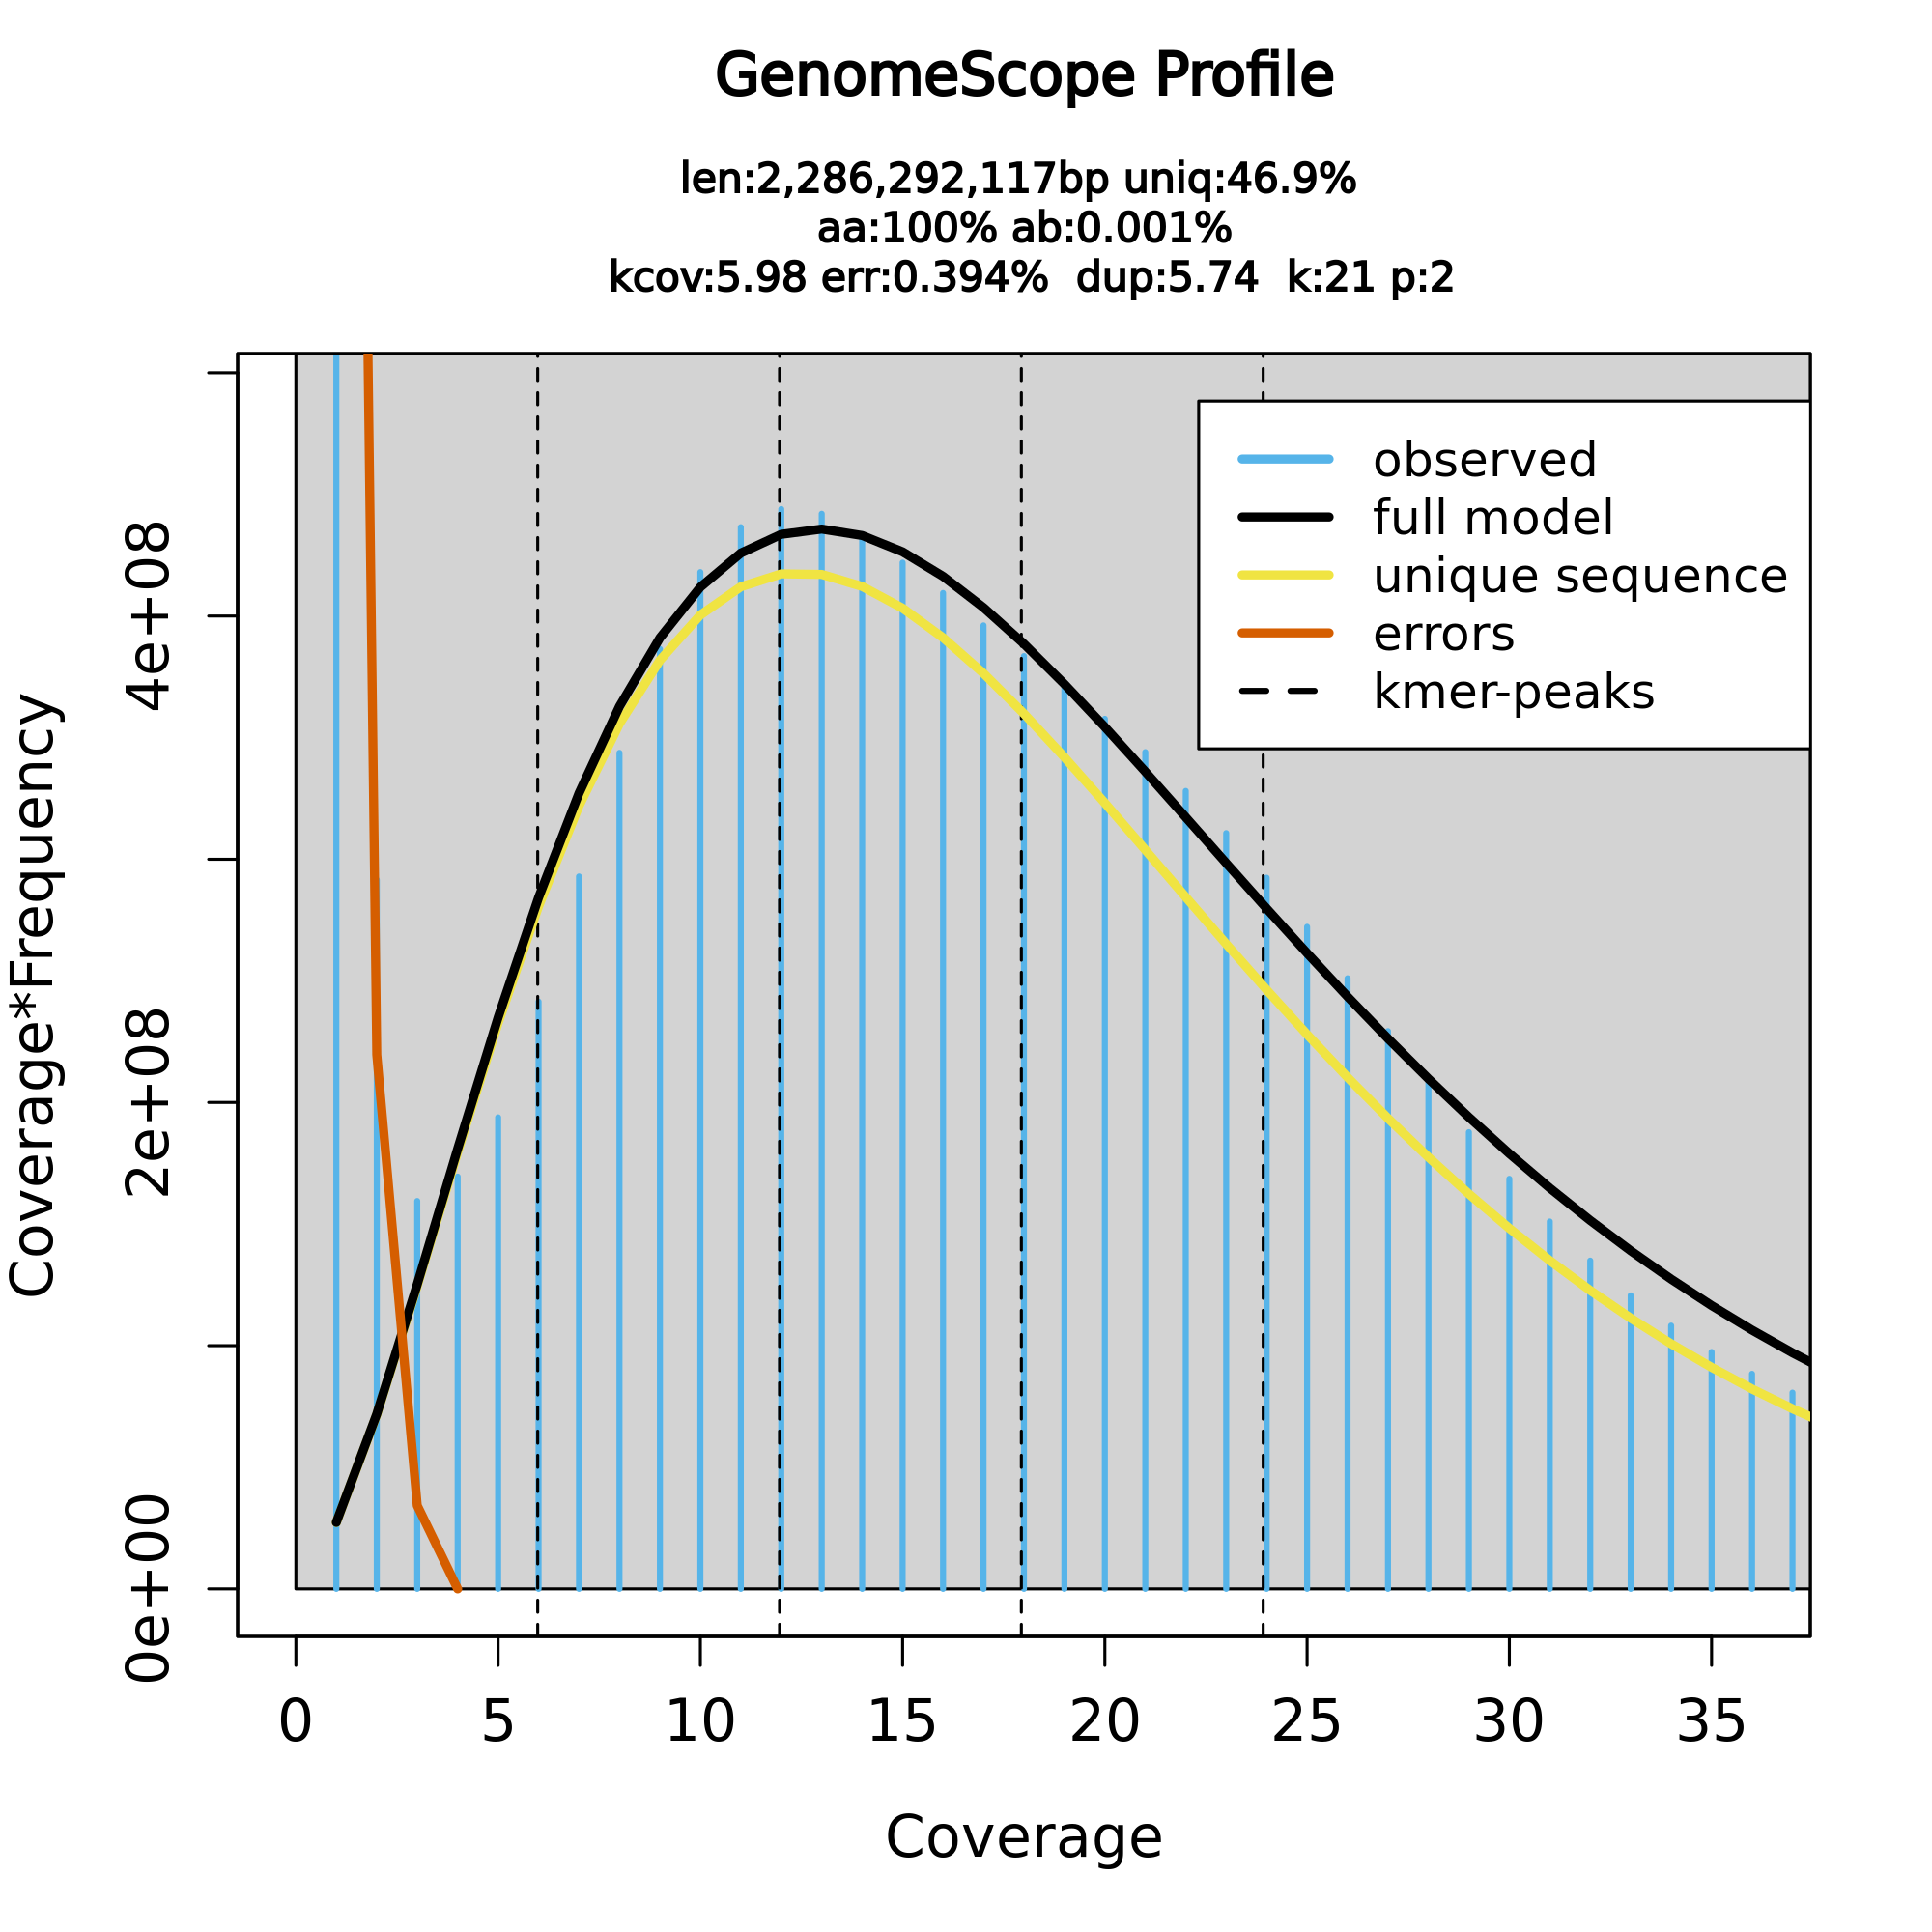 GenomeScope Profile
len:2,286,292,117bp uniq:46.9%
aa:100% ab:0.001%
kcov:5.98 err:0.394% dup:5.74 k:21 p:2
observed
full model
unique sequence
errors
kmer-peaks
Coverage*Frequency
4e+08
2e+08
0e+00
0 5 10 15 20 25 30 35
Coverage